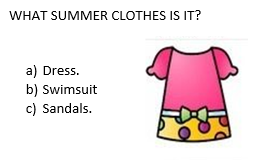 WHAT SUMMER CLOTHES IS IT?
a) Dress.
b) Swimsuit
c) Sandals.